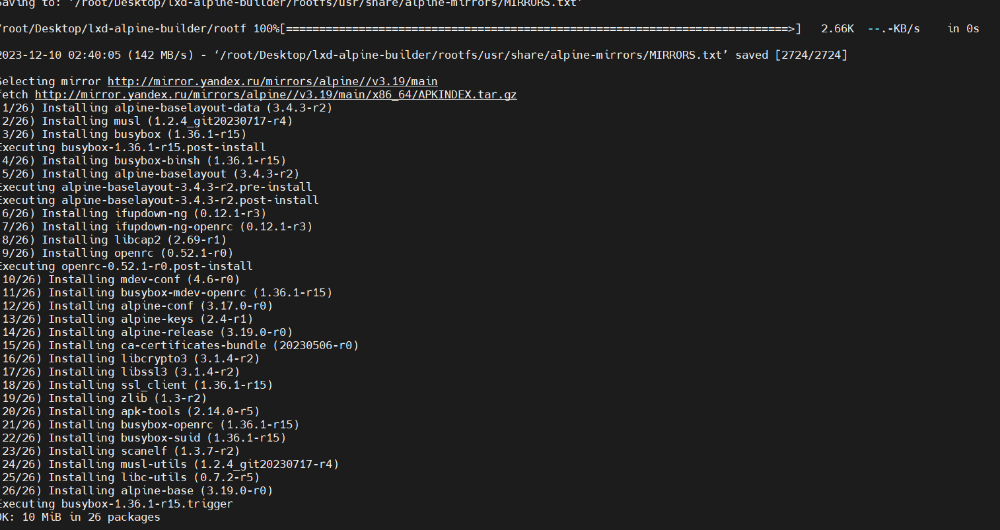 Saving to: ‘/root/Desktop/lxd-alpine-builder/rootfs/usr/share/alpine-mirrors/MIRRORS.txt’
/root/Desktop/lxd-alpine-builder/rootf 100%[============================================================================>]   2.66K  --.-KB/s    in 0s
2023-12-10 02:40:05 (142 MB/s) - ‘/root/Desktop/lxd-alpine-builder/rootfs/usr/share/alpine-mirrors/MIRRORS.txt’ saved [2724/2724]
Selecting mirror http://mirror.yandex.ru/mirrors/alpine//v3.19/main
fetch http://mirror.yandex.ru/mirrors/alpine//v3.19/main/x86_64/APKINDEX.tar.gz
1/26) Installing alpine-baselayout-data (3.4.3-r2)
2/26) Installing musl (1.2.4_git20230717-r4)
3/26) Installing busybox (1.36.1-r15)
Executing busybox-1.36.1-r15.post-install
4/26) Installing busybox-binsh (1.36.1-r15)
5/26) Installing alpine-baselayout (3.4.3-r2)
Executing alpine-baselayout-3.4.3-r2.pre-install
Executing alpine-baselayout-3.4.3-r2.post-install
6/26) Installing ifupdown-ng (0.12.1-r3)
7/26) Installing ifupdown-ng-openrc (0.12.1-r3)
8/26) Installing libcap2 (2.69-r1)
9/26) Installing openrc (0.52.1-r0)
Executing openrc-0.52.1-r0.post-install
10/26) Installing mdev-conf (4.6-r0)
11/26) Installing busybox-mdev-openrc (1.36.1-r15)
12/26) Installing alpine-conf (3.17.0-r0)
13/26) Installing alpine-keys (2.4-r1)
14/26) Installing alpine-release (3.19.0-r0)
15/26) Installing ca-certificates-bundle (20230506-r0)
16/26) Installing libcrypto3 (3.1.4-r2)
17/26) Installing libssl3 (3.1.4-r2)
18/26) Installing ssl_client (1.36.1-r15)
19/26) Installing zlib (1.3-r2)
20/26) Installing apk-tools (2.14.0-r5)
21/26) Installing busybox-openrc (1.36.1-r15)
22/26) Installing busybox-suid (1.36.1-r15)
23/26) Installing scanelf (1.3.7-r2)
24/26) Installing musl-utils (1.2.4_git20230717-r4)
25/26) Installing libc-utils (0.7.2-r5)
26/26) Installing alpine-base (3.19.0-r0)
Executing busybox-1.36.1-r15.trigger
OK: 10 MiB in 26 packages